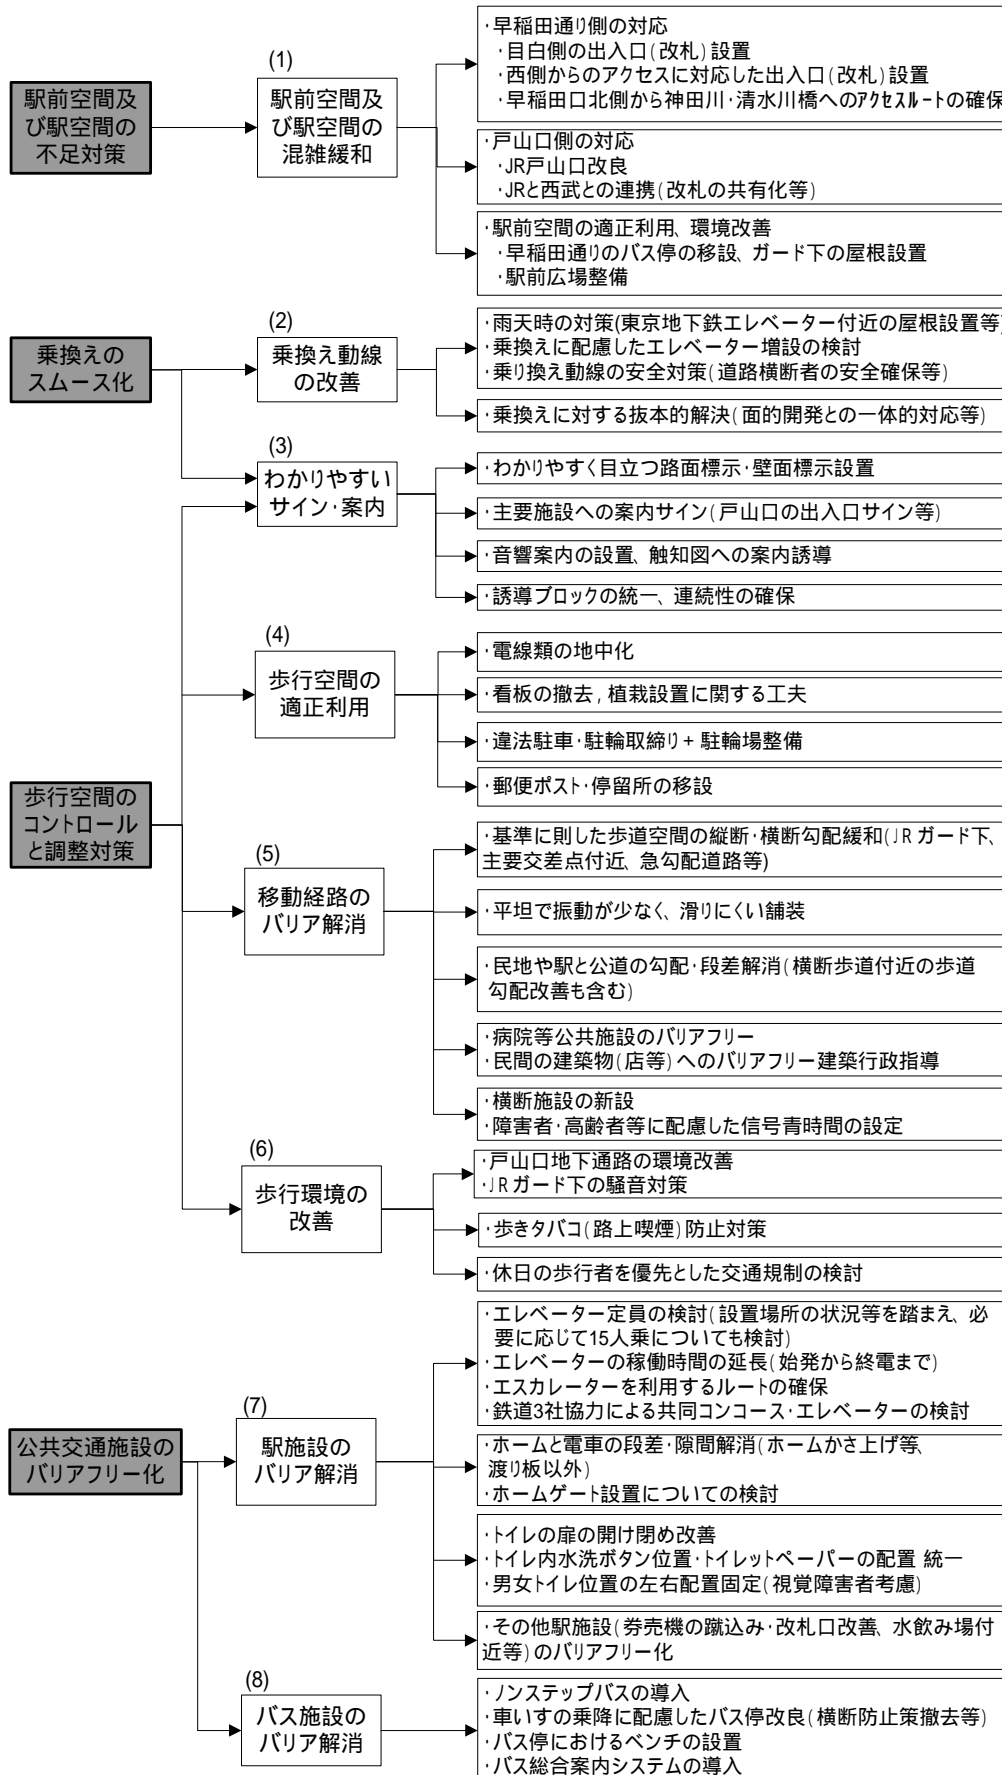 駅前空間及
び駅空間の
不足対策
(1)
駅前空間及
び駅空間の
混雑緩和
・早稲田通り側の対応
・目白側の出入口(改札)設置
・西側からのアクセスに対応した出入口(改札)設置
・早稲田口北側から神田川・清水川橋へのアクセスルートの確保
・戸山口側の対応
・JR戸山口改良
・JRと西武との連携(改札の共有化等)
・駅前空間の適正利用、環境改善
・早稲田通りのバス停の移設、ガード下の屋根設置
・駅前広場整備
乗換えの
スムース化
(2)
乗換え動線
の改善
・雨天時の対策(東京地下鉄エレベーター付近の屋根設置等)
・乗換えに配慮したエレベーター増設の検討
・乗り換え動線の安全対策(道路横断者の安全確保等)
・乗換えに対する抜本的解決(面的開発との一体的対応等)
(3)
わかりやすい
サイン・案内
・わかりやすく目立つ路面標示・壁面標示設置
・主要施設への案内サイン(戸山口の出入口サイン等)
・音響案内の設置、触知図への案内誘導
・誘導ブロックの統一、連続性の確保
歩行空間の
コントロール
と調整対策
(4)
歩行空間の
適正利用
・電線類の地中化
・看板の撤去,植栽設置に関する工夫
・違法駐車・駐輪取締り+駐輪場整備
・郵便ポスト・停留所の移設
(5)
移動経路の
バリア解消
・基準に則した歩道空間の縦断・横断勾配緩和(JRガード下、
主要交差点付近、急勾配道路等)
・平坦で振動が少なく、滑りにくい舗装
・民地や駅と公道の勾配・段差解消(横断歩道付近の歩道
勾配改善も含む)
・病院等公共施設のバリアフリー
・民間の建築物(店等)へのバリアフリー建築行政指導
・横断施設の新設
・障害者・高齢者等に配慮した信号青時間の設定
(6)
歩行環境の
改善
・戸山口地下通路の環境改善
・JRガード下の騒音対策
・歩きタバコ(路上喫煙)防止対策
・休日の歩行者を優先とした交通規制の検討
公共交通施設の
バリアフリー化
(7)
駅施設の
バリア解消
・エレベーター定員の検討(設置場所の状況等を踏まえ、必
要に応じて15人乗についても検討)
・エレベーターの稼働時間の延長(始発から終電まで)
・エスカレーターを利用するルートの確保
・鉄道3社協力による共同コンコース・エレベーターの検討
・ホームと電車の段差・隙間解消(ホームかさ上げ等、
渡り板以外)
・ホームゲート設置についての検討
・トイレの扉の開け閉め改善
・トイレ内水洗ボタン位置・トイレットペーパーの配置 統一
・男女トイレ位置の左右配置固定(視覚障害者考慮)
・その他駅施設(券売機の蹴込み・改札口改善、水飲み場付
近等)のバリアフリー化
(8)
バス施設の
バリア解消
・ノンステップバスの導入
・車いすの乗降に配慮したバス停改良(横断防止策撤去等)
・バス停におけるベンチの設置
・バス総合案内システムの導入